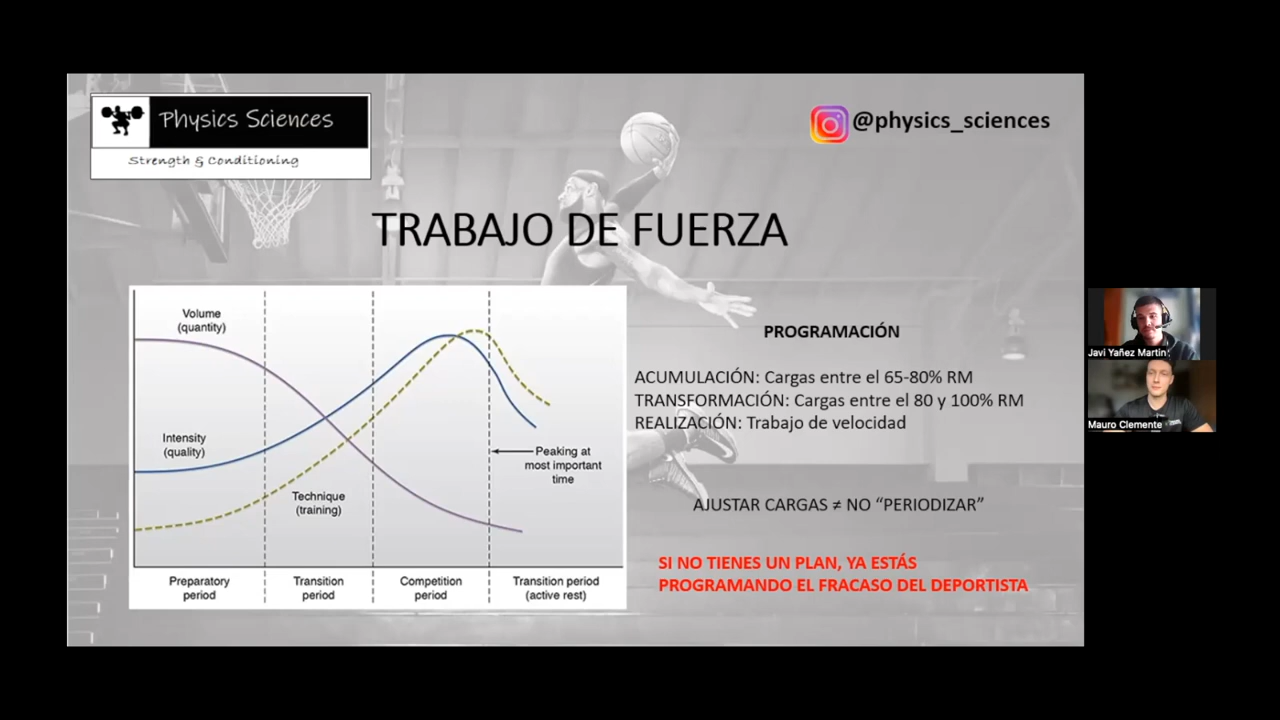 Physics Sciences
Strength & Conditioning
@physics_sciences
TRABAJO DE FUERZA
Volume
(quantity)
Intensity
(quality)
Technique
(training)
Peaking at
most important
time
Preparatory
period
Transition
period
Competition
period
Transition period
(active rest)
PROGRAMACIÓN
ACUMULACIÓN: Cargas entre el 65-80% RM
TRANSFORMACIÓN: Cargas entre el 80 y 100% RM
REALIZACIÓN: Trabajo de velocidad
AJUSTAR CARGAS ≠ NO “PERIODIZAR”
SI NO TIENES UN PLAN, YA ESTÁS
PROGRAMANDO EL FRACASO DEL DEPORTISTA
Javi Yañez Martin
Mauro Clemente